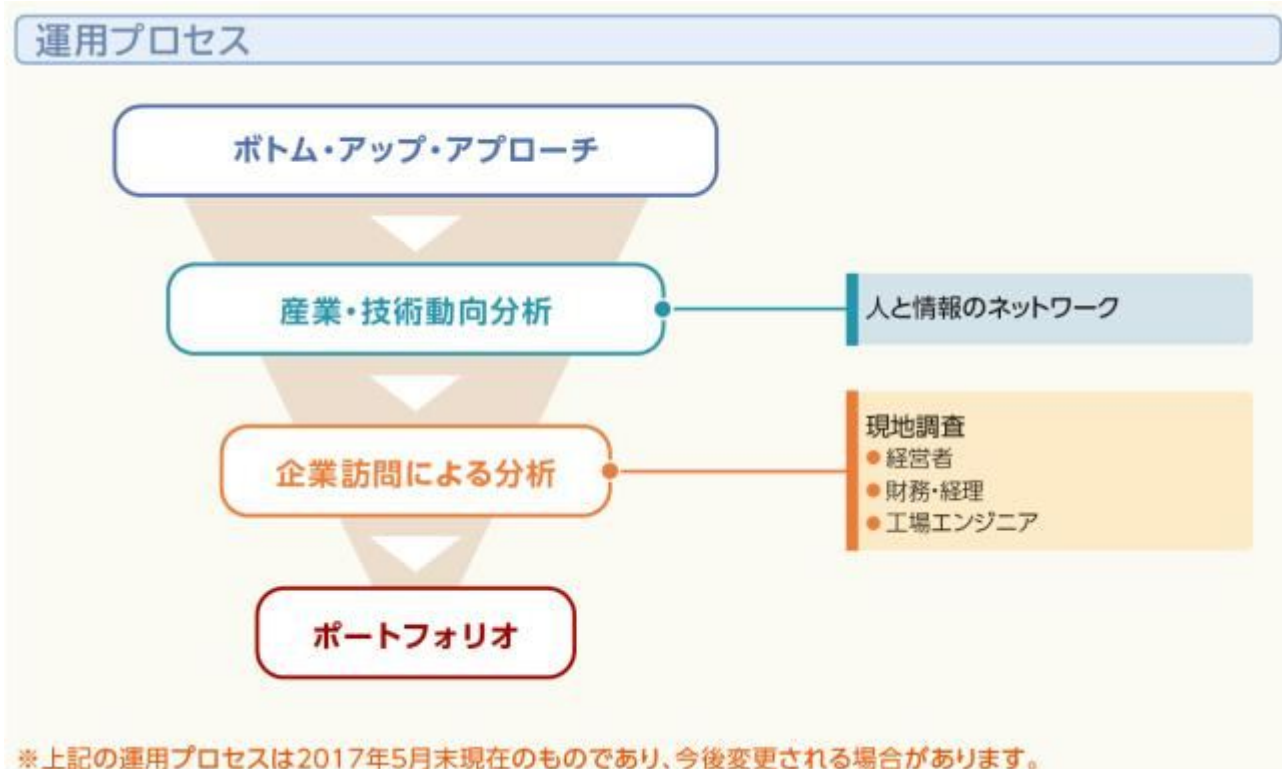 運用プロセス
ボトム・アップ・アプローチ
産業・技術動向分析
人と情報のネットワーク
企業訪問による分析
現地調査
●経営者
●財務・経理
●工場エンジニア
ポートフォリオ
※上記の運用プロセスは2017年5月末現在のものであり、今後変更される場合があります。